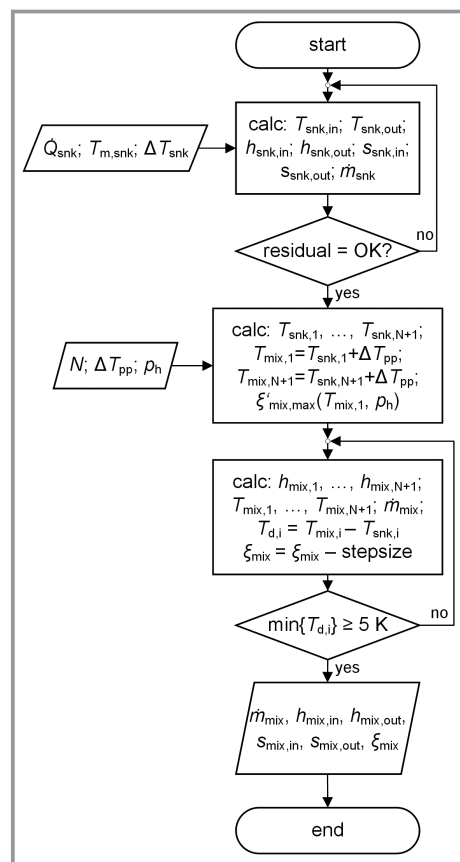 start
calc: T_snk,in; T_snk,out;
h_snk,in; h_snk,out; s_snk,in;
s_snk,out; ṁ_snk
Q̇_snk; T_m,snk; ΔT_snk
residual = OK?
no
yes
calc: T_snk,1, ..., T_snk,N+1;
T_mix,1=T_snk,1+ΔT_pp;
T_mix,N+1=T_snk,N+1+ΔT_pp;
ξ'_mix,max(T_mix,1, p_h)
N; ΔT_pp; p_h
calc: h_mix,1, ..., h_mix,N+1;
T_mix,1, ..., T_mix,N+1; ṁ_mix;
T_d,i = T_mix,i – T_snk,i
ξ_mix = ξ_mix – stepsize
min{T_d,i} ≥ 5 K
no
yes
ṁ_mix, h_mix,in, h_mix,out,
s_mix,in, s_mix,out, ξ_mix
end